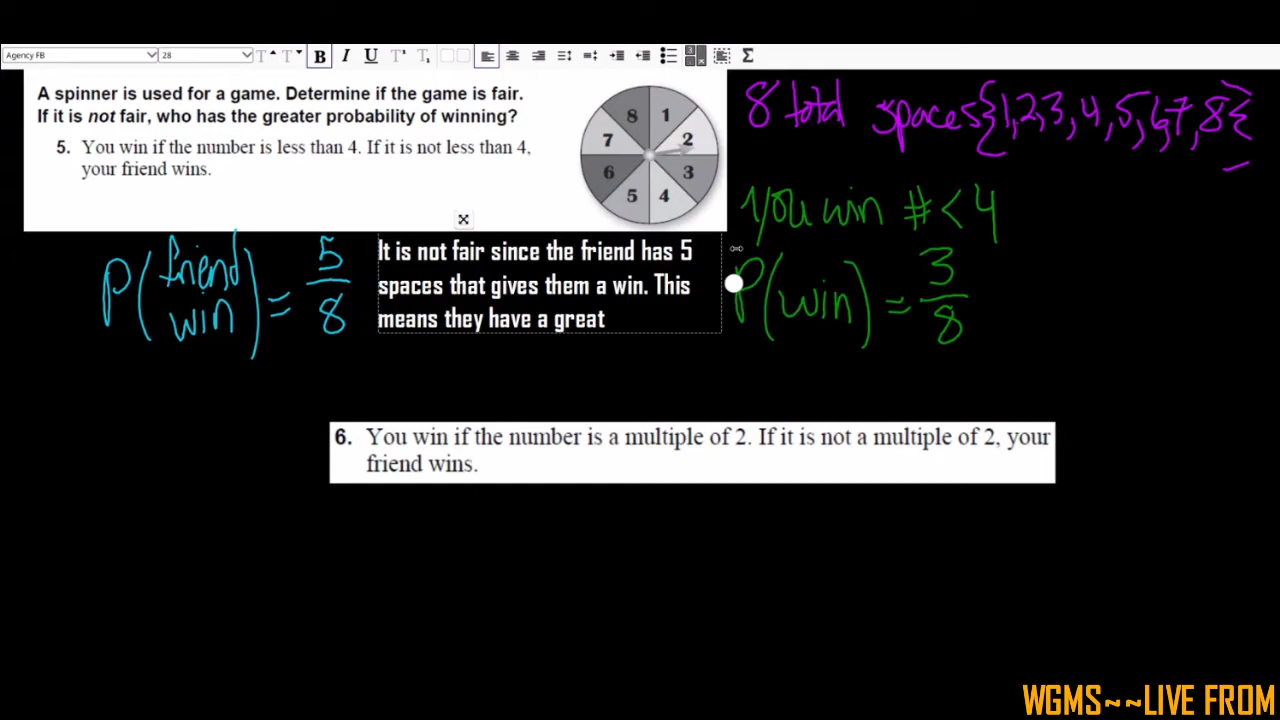 Agency FB 28 B I U
A spinner is used for a game. Determine if the game is fair.
If it is not fair, who has the greater probability of winning?
5. You win if the number is less than 4. If it is not less than 4,
your friend wins.
8 1
7 2
6 3
5 4
8 total spaces {1,2,3,4,5,6,7,8}
you win # < 4
P(win) = 3/8
P(friend win) = 5/8
It is not fair since the friend has 5
spaces that gives them a win. This
means they have a great
6. You win if the number is a multiple of 2. If it is not a multiple of 2, your
friend wins.
WGMS~~LIVE FROM